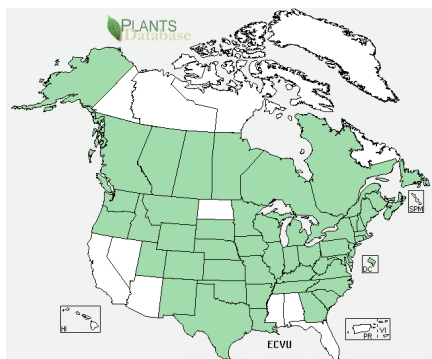 PLANTS
Database
SPM
DC
HI
PR
VI
ECVU